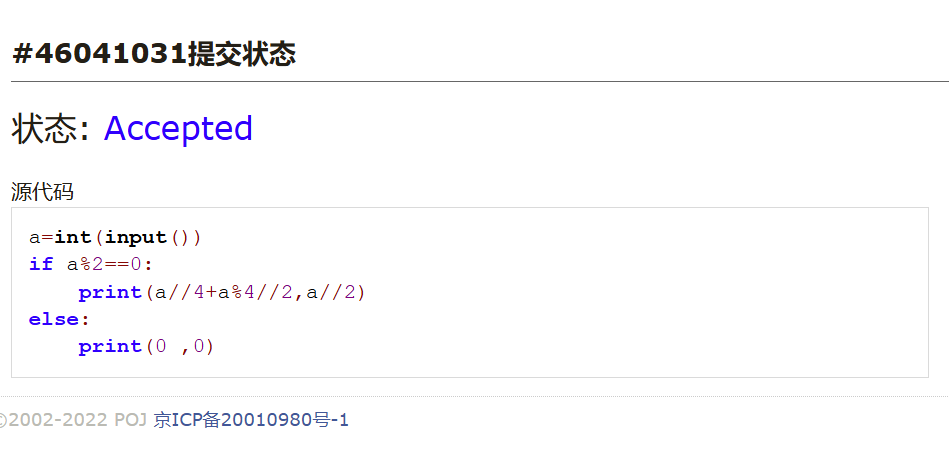 #46041031提交状态
状态: Accepted
源代码
a=int(input())
if a%2==0:
    print(a//4+a%4//2,a//2)
else:
    print(0 ,0)
©2002-2022 POJ 京ICP备20010980号-1